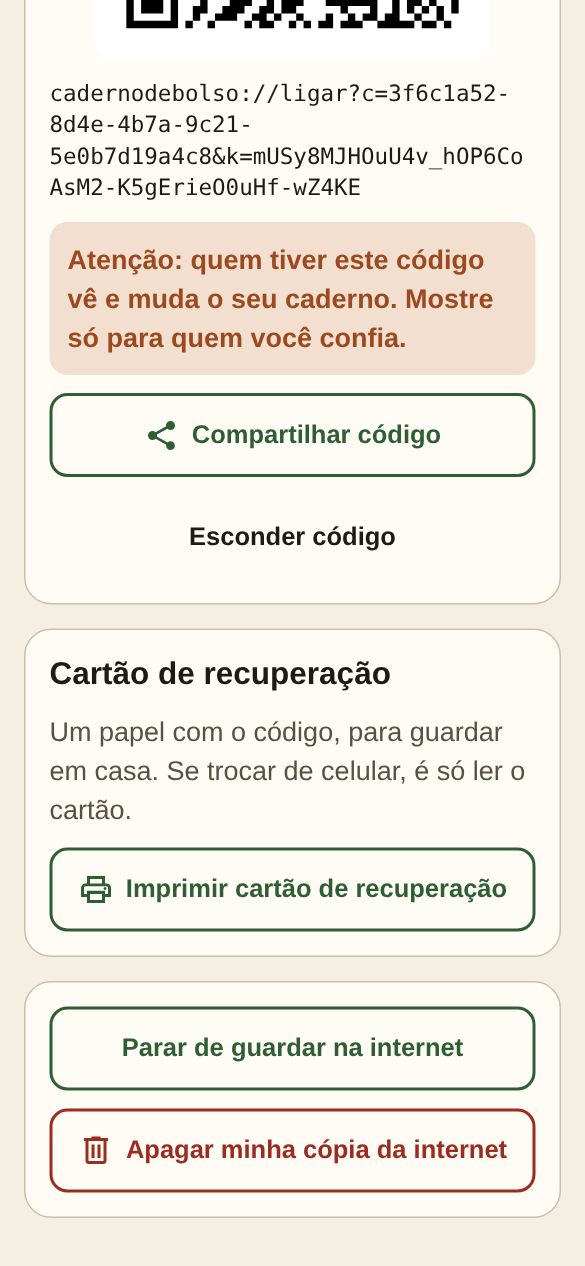 cadernodebolso://ligar?c=3f6c1a52-
8d4e-4b7a-9c21-
5e0b7d19a4c8&k=mUSy8MJHOuU4v_hOP6Co
AsM2-K5gErieO0uHf-wZ4KE
Atenção: quem tiver este código
vê e muda o seu caderno. Mostre
só para quem você confia.
Compartilhar código
Esconder código
Cartão de recuperação
Um papel com o código, para guardar
em casa. Se trocar de celular, é só ler o
cartão.
Imprimir cartão de recuperação
Parar de guardar na internet
Apagar minha cópia da internet